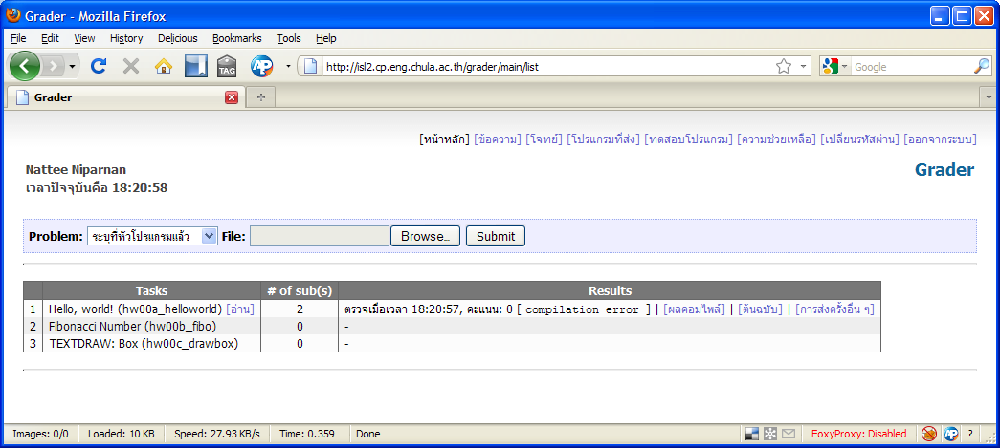 Grader - Mozilla Firefox
File Edit View History Delicious Bookmarks Tools Help
TAG http://isl2.cp.eng.chula.ac.th/grader/main/list Google
Grader
[หน้าหลัก] [ข้อความ] [โจทย์] [โปรแกรมที่ส่ง] [ทดสอบโปรแกรม] [ความช่วยเหลือ] [เปลี่ยนรหัสผ่าน] [ออกจากระบบ]
Nattee Niparnan Grader
เวลาปัจจุบันคือ 18:20:58
Problem: ระบุที่หัวโปรแกรมแล้ว File: Browse... Submit
Tasks # of sub(s) Results
1 Hello, world! (hw00a_helloworld) [อ่าน] 2 ตรวจเมื่อเวลา 18:20:57, คะแนน: 0 [ compilation error ] | [ผลคอมไพล์] | [ต้นฉบับ] | [การส่งครั้งอื่น ๆ]
2 Fibonacci Number (hw00b_fibo) 0 -
3 TEXTDRAW: Box (hw00c_drawbox) 0 -
Images: 0/0 Loaded: 10 KB Speed: 27.93 KB/s Time: 0.359 Done FoxyProxy: Disabled ?